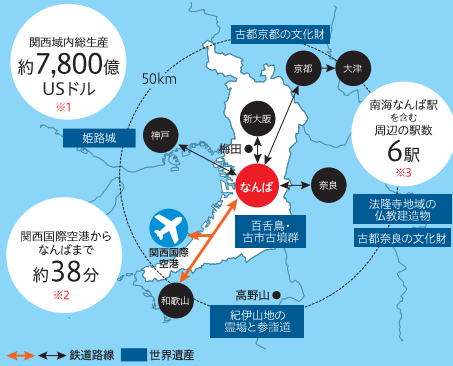 関西域内総生産
約7,800億
USドル
※1
50km
古都京都の文化財
京都
大津
新大阪
梅田
神戸
姫路城
なんば
奈良
南海なんば駅
を含む
周辺の駅数
6駅
※3
法隆寺地域の
仏教建造物
古都奈良の文化財
百舌鳥・
古市古墳群
関西国際
空港
関西国際空港から
なんばまで
約38分
※2
和歌山
高野山
紀伊山地の
霊場と参詣道
鉄道路線
世界遺産